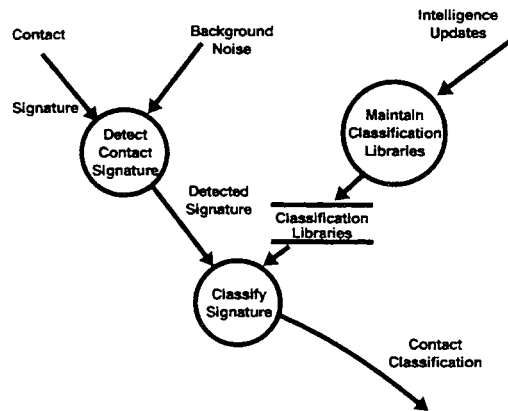 Contact
Signature
Background
Noise
Intelligence
Updates
Detect
Contact
Signature
Maintain
Classification
Libraries
Detected
Signature
Classification
Libraries
Classify
Signature
Contact
Classification